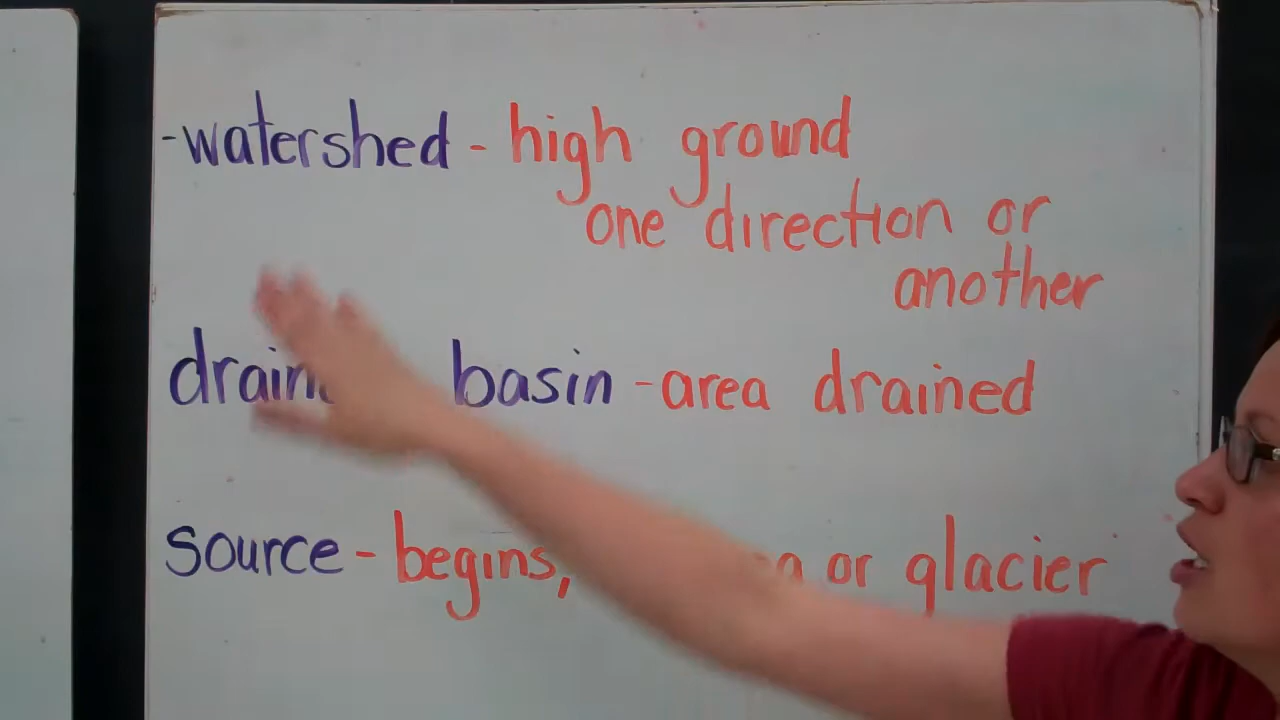 -watershed - high ground
one direction or
another
basin - area drained
source - begins, or glacier